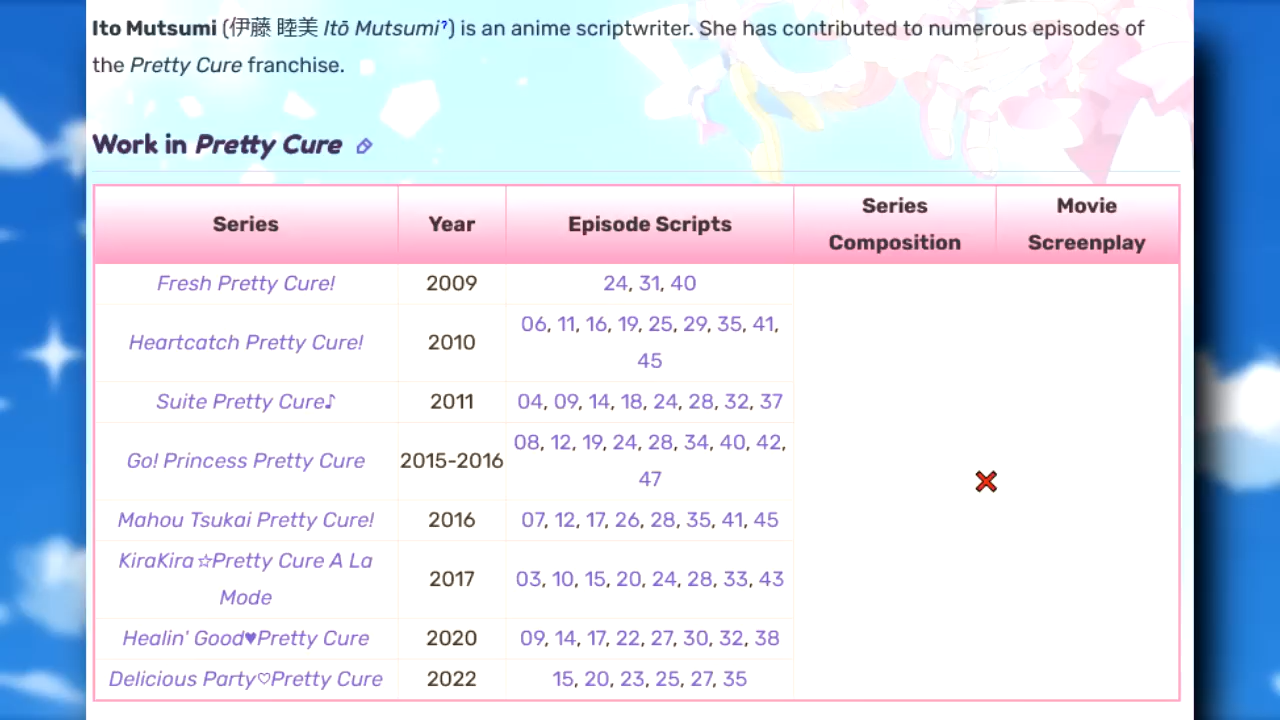 Ito Mutsumi (伊藤 睦美 Itō Mutsumi?) is an anime scriptwriter. She has contributed to numerous episodes of
the Pretty Cure franchise.
Work in Pretty Cure
Series Year Episode Scripts Series Composition Movie Screenplay
Fresh Pretty Cure! 2009 24, 31, 40
Heartcatch Pretty Cure! 2010 06, 11, 16, 19, 25, 29, 35, 41,
45
Suite Pretty Cure♪ 2011 04, 09, 14, 18, 24, 28, 32, 37
Go! Princess Pretty Cure 2015-2016 08, 12, 19, 24, 28, 34, 40, 42,
47
Mahou Tsukai Pretty Cure! 2016 07, 12, 17, 26, 28, 35, 41, 45
KiraKira☆Pretty Cure A La
Mode 2017 03, 10, 15, 20, 24, 28, 33, 43
Healin' Good♥Pretty Cure 2020 09, 14, 17, 22, 27, 30, 32, 38
Delicious Party♡Pretty Cure 2022 15, 20, 23, 25, 27, 35